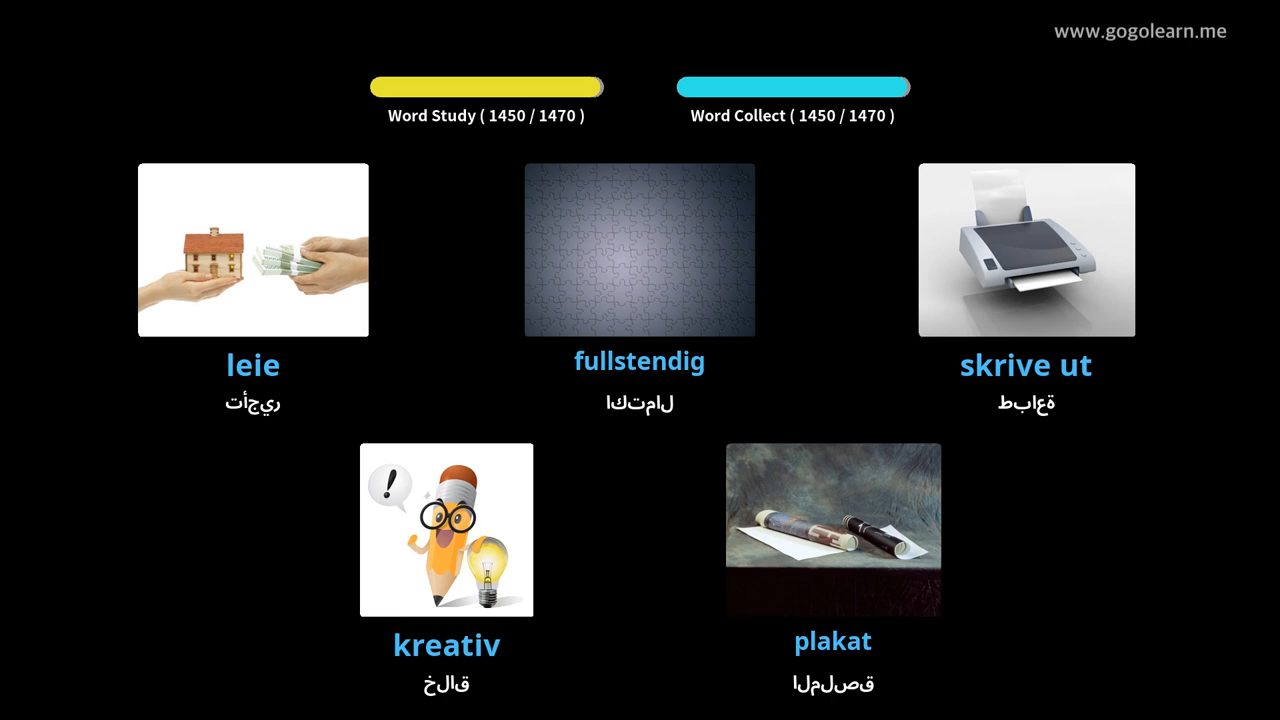 www.gogolearn.me
Word Study ( 1450 / 1470 )
Word Collect ( 1450 / 1470 )
leie
تأجير
fullstendig
اكتمال
skrive ut
طباعة
kreativ
خلاق
plakat
الملصق